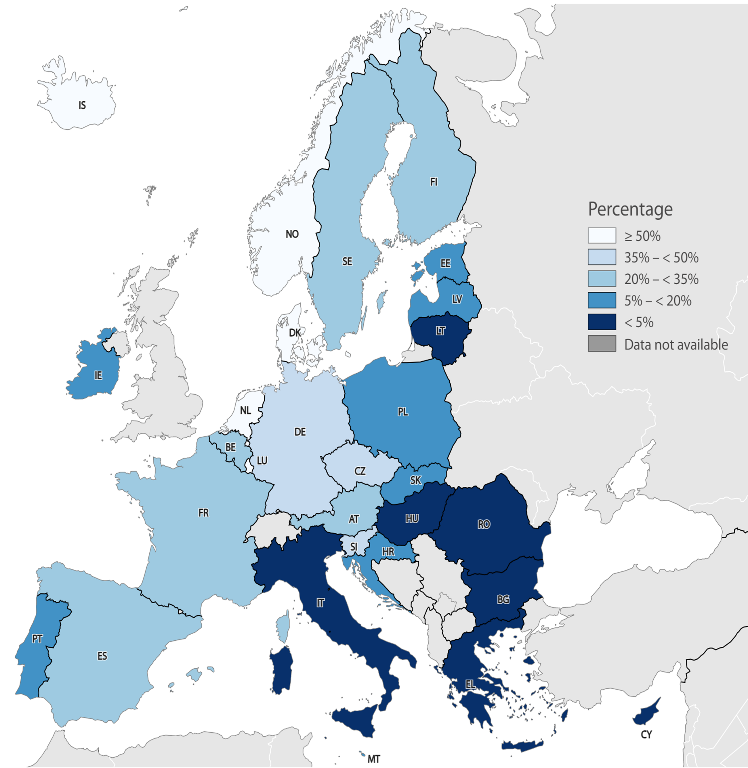 IS
FI
NO
SE
Percentage
≥ 50%
35% – < 50%
20% – < 35%
5% – < 20%
< 5%
Data not available
EE
LV
LT
DK
IE
NL
PL
DE
BE
LU
CZ
SK
FR
AT
HU
RO
SI
HR
IT
BG
PT
ES
EL
CY
MT